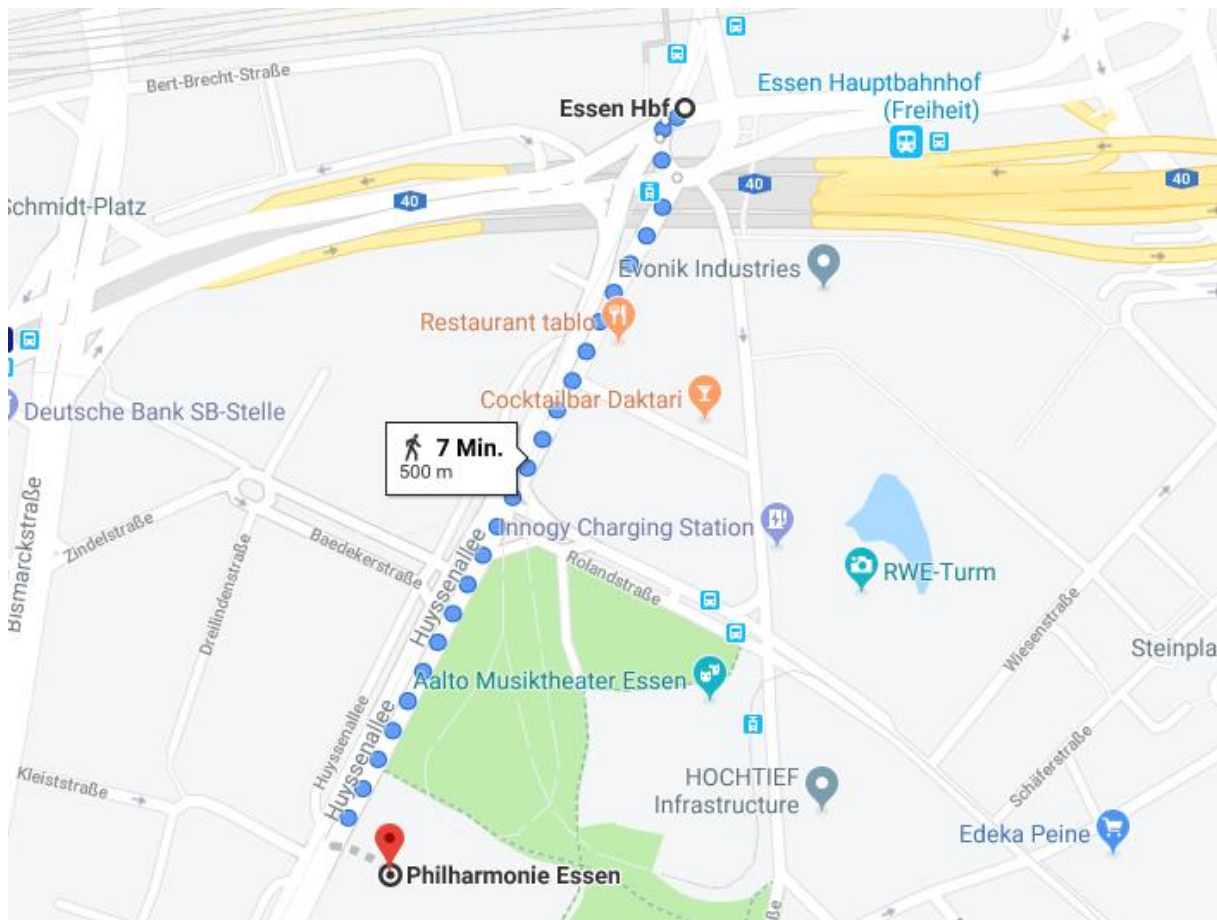 Bert-Brecht-Straße
Essen Hbf
Essen Hauptbahnhof
(Freiheit)
40
40
40
Schmidt-Platz
Evonik Industries
Restaurant tablo
Cocktailbar Daktari
Deutsche Bank SB-Stelle
7 Min.
500 m
Bismarckstraße
Zindelstraße
Baedekerstraße
Dreilindenstraße
Innogy Charging Station
Rolandstraße
RWE-Turm
Huyssenallee
Wiesenstraße
Steinpla
Aalto Musiktheater Essen
Huyssenallee
Huyssenallee
Kleiststraße
HOCHTIEF
Infrastructure
Schäferstraße
Edeka Peine
Philharmonie Essen